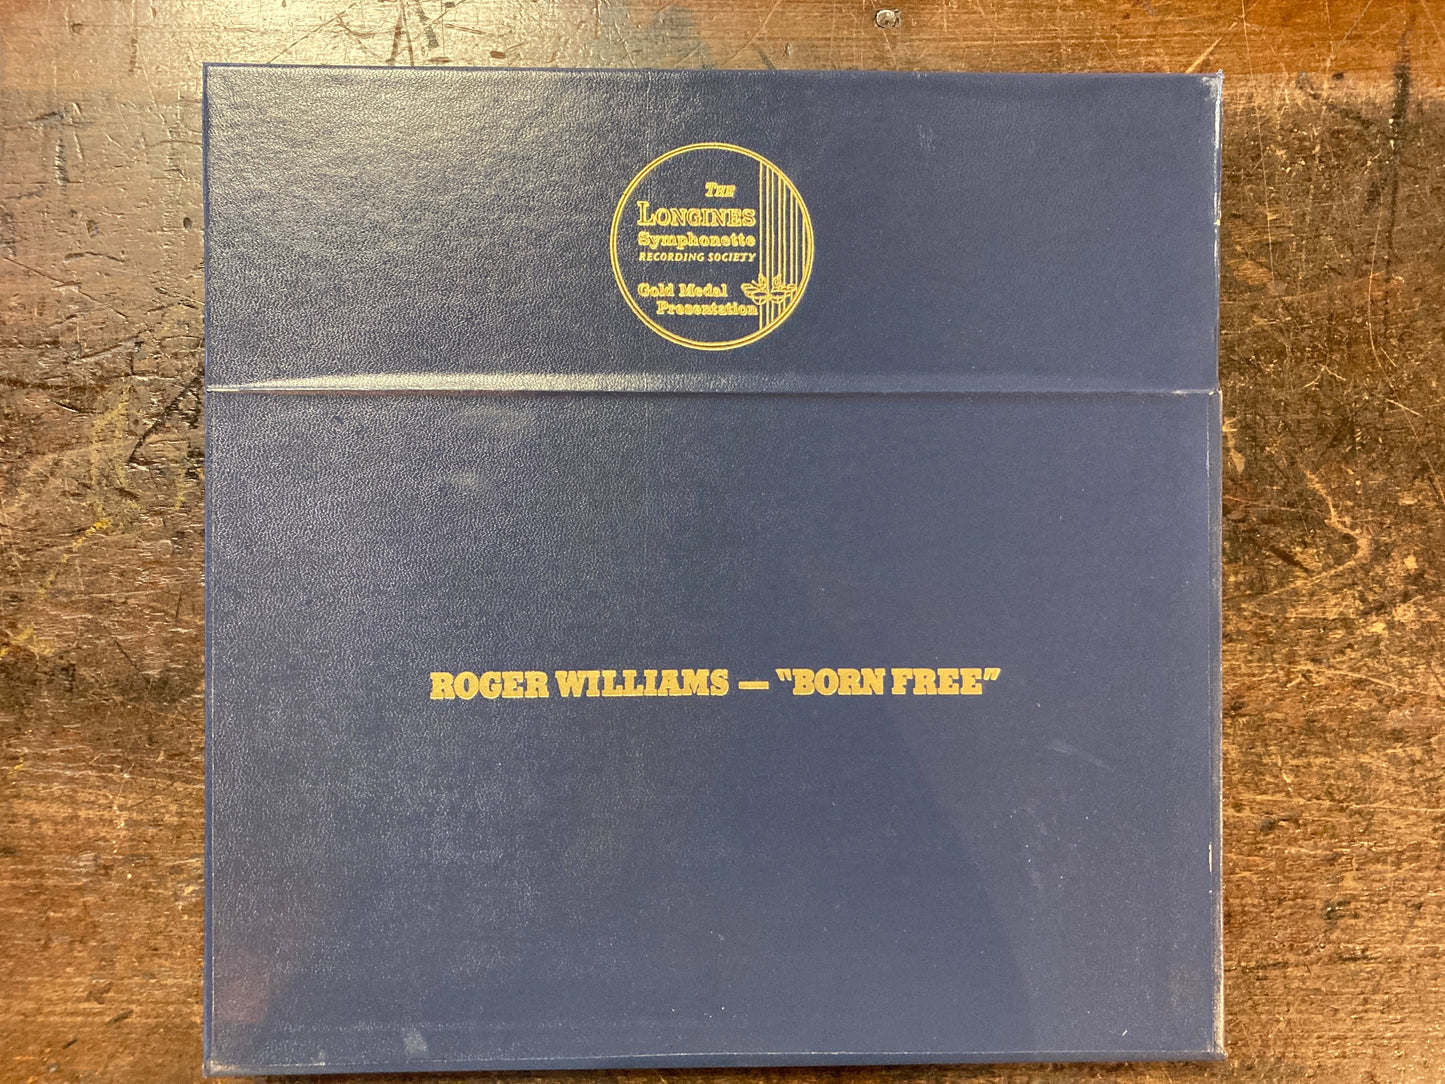 The
LONGINES
Symphonette
RECORDING SOCIETY
Gold Medal
Presentation
ROGER WILLIAMS — "BORN FREE"